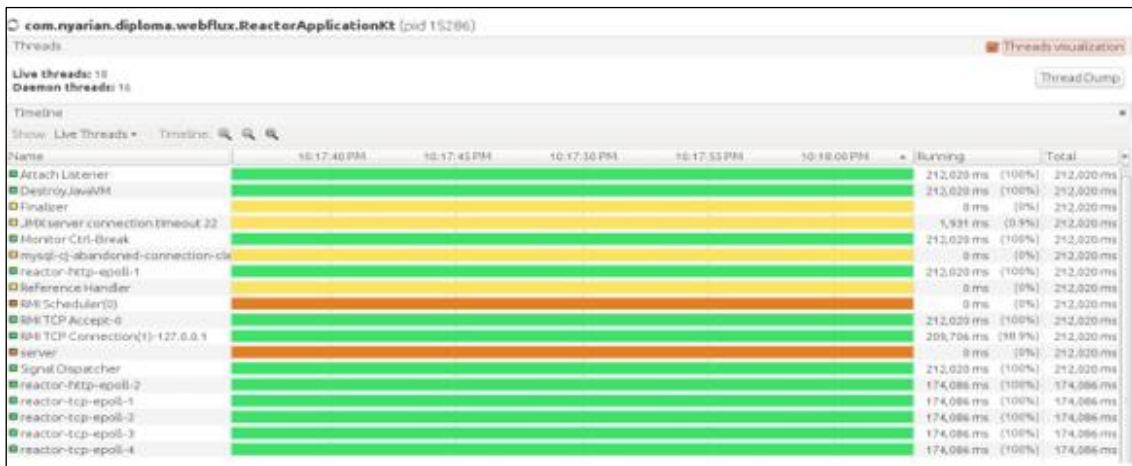 com.nyarian.diploma.webflux.ReactorApplicationKt (pid 15286)
Threads
Threads visualization
Live threads: 18
Daemon threads: 16
Thread Dump
Timeline
Show: Live Threads Timeline:
Name 10:17:40 PM 10:17:45 PM 10:17:50 PM 10:17:55 PM 10:18:00 PM Running Total
Attach Listener 212,020 ms (100%) 212,020 ms
DestroyJavaVM 212,020 ms (100%) 212,020 ms
Finalizer 0 ms (0%) 212,020 ms
JMX server connection timeout 22 1,931 ms (0.9%) 212,020 ms
Monitor Ctrl-Break 212,020 ms (100%) 212,020 ms
mysql-cj-abandoned-connection-cle 0 ms (0%) 212,020 ms
reactor-http-epoll-1 212,020 ms (100%) 212,020 ms
Reference Handler 0 ms (0%) 212,020 ms
RMI Scheduler(0) 0 ms (0%) 212,020 ms
RMI TCP Accept-0 212,020 ms (100%) 212,020 ms
RMI TCP Connection(1)-127.0.0.1 209,706 ms (98.9%) 212,020 ms
server 0 ms (0%) 212,020 ms
Signal Dispatcher 212,020 ms (100%) 212,020 ms
reactor-http-epoll-2 174,086 ms (100%) 174,086 ms
reactor-tcp-epoll-1 174,086 ms (100%) 174,086 ms
reactor-tcp-epoll-2 174,086 ms (100%) 174,086 ms
reactor-tcp-epoll-3 174,086 ms (100%) 174,086 ms
reactor-tcp-epoll-4 174,086 ms (100%) 174,086 ms